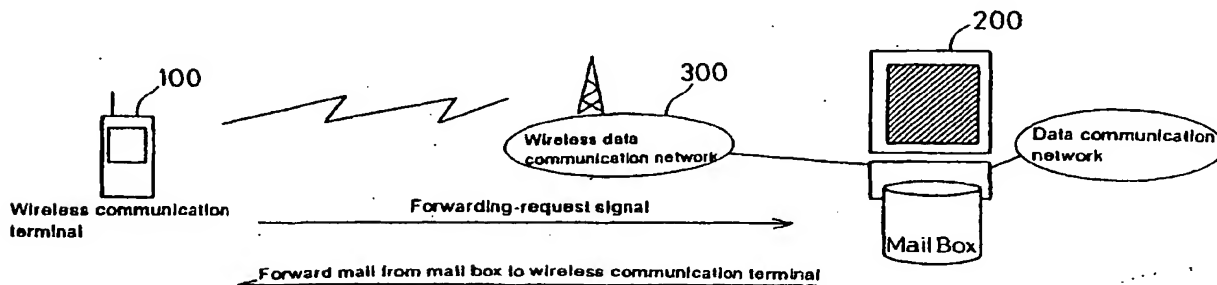 200
300
100
Wireless data
communication network
Data communication
network
Wireless communication
terminal
Forwarding-request signal
Mail Box
Forward mail from mail box to wireless communication terminal